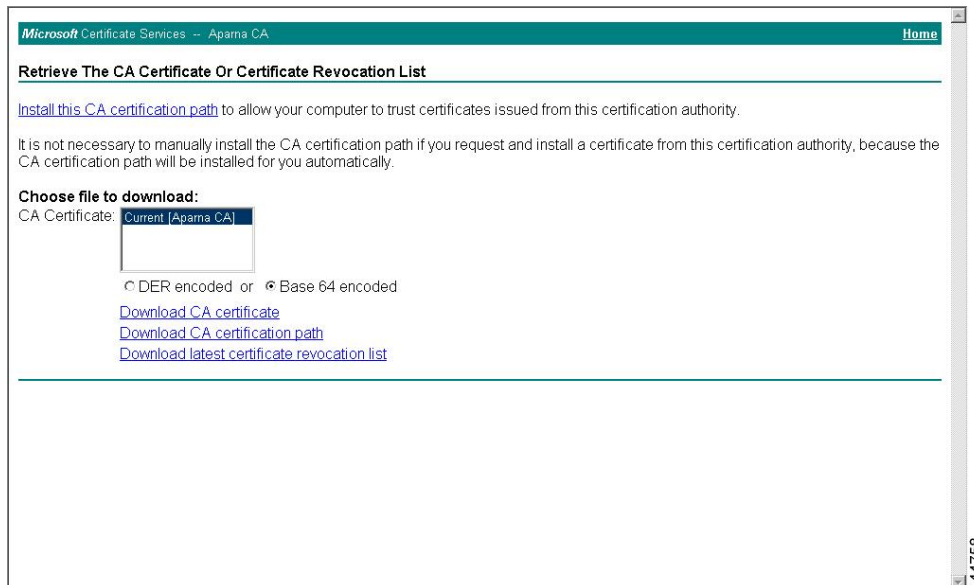 Microsoft Certificate Services -- Aparna CA Home
Retrieve The CA Certificate Or Certificate Revocation List
Install this CA certification path to allow your computer to trust certificates issued from this certification authority.
It is not necessary to manually install the CA certification path if you request and install a certificate from this certification authority, because the
CA certification path will be installed for you automatically.
Choose file to download:
CA Certificate: Current [Aparna CA]
DER encoded or Base 64 encoded
Download CA certificate
Download CA certification path
Download latest certificate revocation list